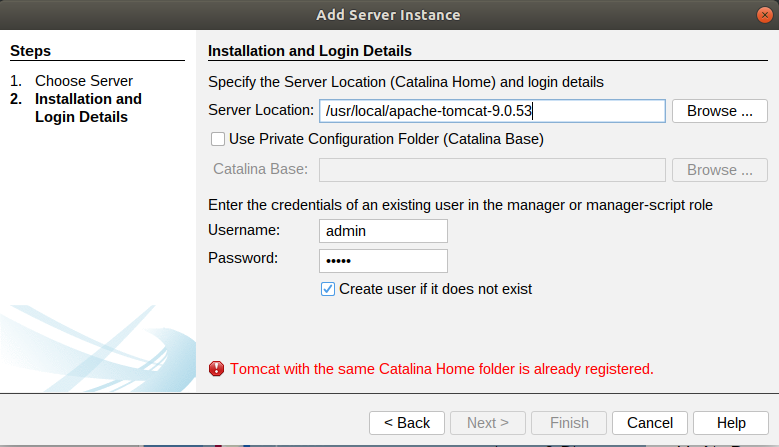 Add Server Instance
Steps
1. Choose Server
2. Installation and
Login Details
Installation and Login Details
Specify the Server Location (Catalina Home) and login details
Server Location: /usr/local/apache-tomcat-9.0.53 Browse ...
Use Private Configuration Folder (Catalina Base)
Catalina Base: Browse ...
Enter the credentials of an existing user in the manager or manager-script role
Username: admin
Password: •••••
Create user if it does not exist
Tomcat with the same Catalina Home folder is already registered.
< Back Next > Finish Cancel Help